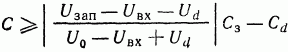 C ⩾ | (U_зап − U_вх − U_d) / (U_0 − U_вх + U_d) | C_з − C_d